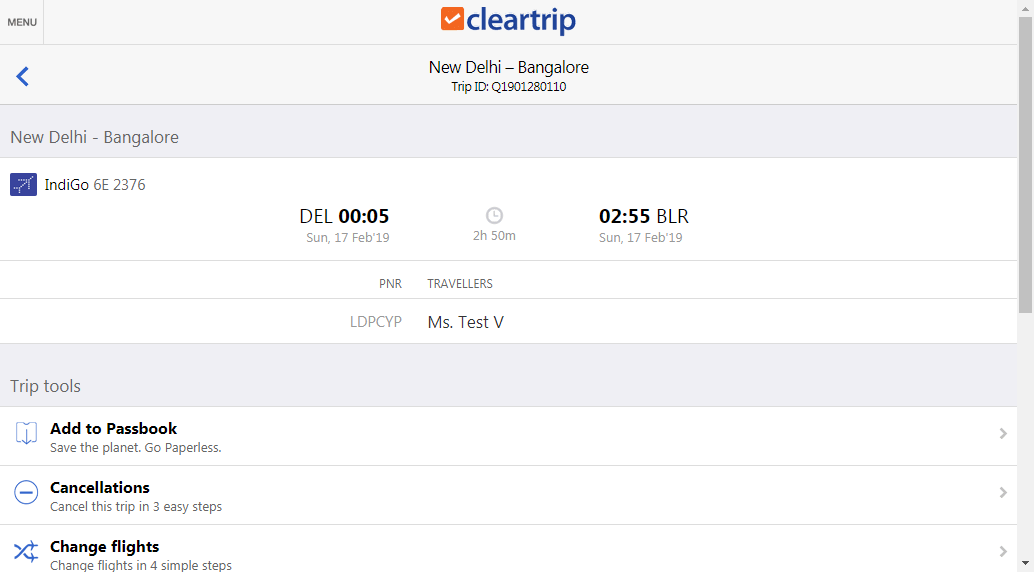 MENU
cleartrip
New Delhi – Bangalore
Trip ID: Q1901280110
New Delhi - Bangalore
IndiGo 6E 2376
DEL 00:05
02:55 BLR
Sun, 17 Feb'19
2h 50m
Sun, 17 Feb'19
PNR
TRAVELLERS
LDPCYP
Ms. Test V
Trip tools
Add to Passbook
Save the planet. Go Paperless.
Cancellations
Cancel this trip in 3 easy steps
Change flights
Change flights in 4 simple steps